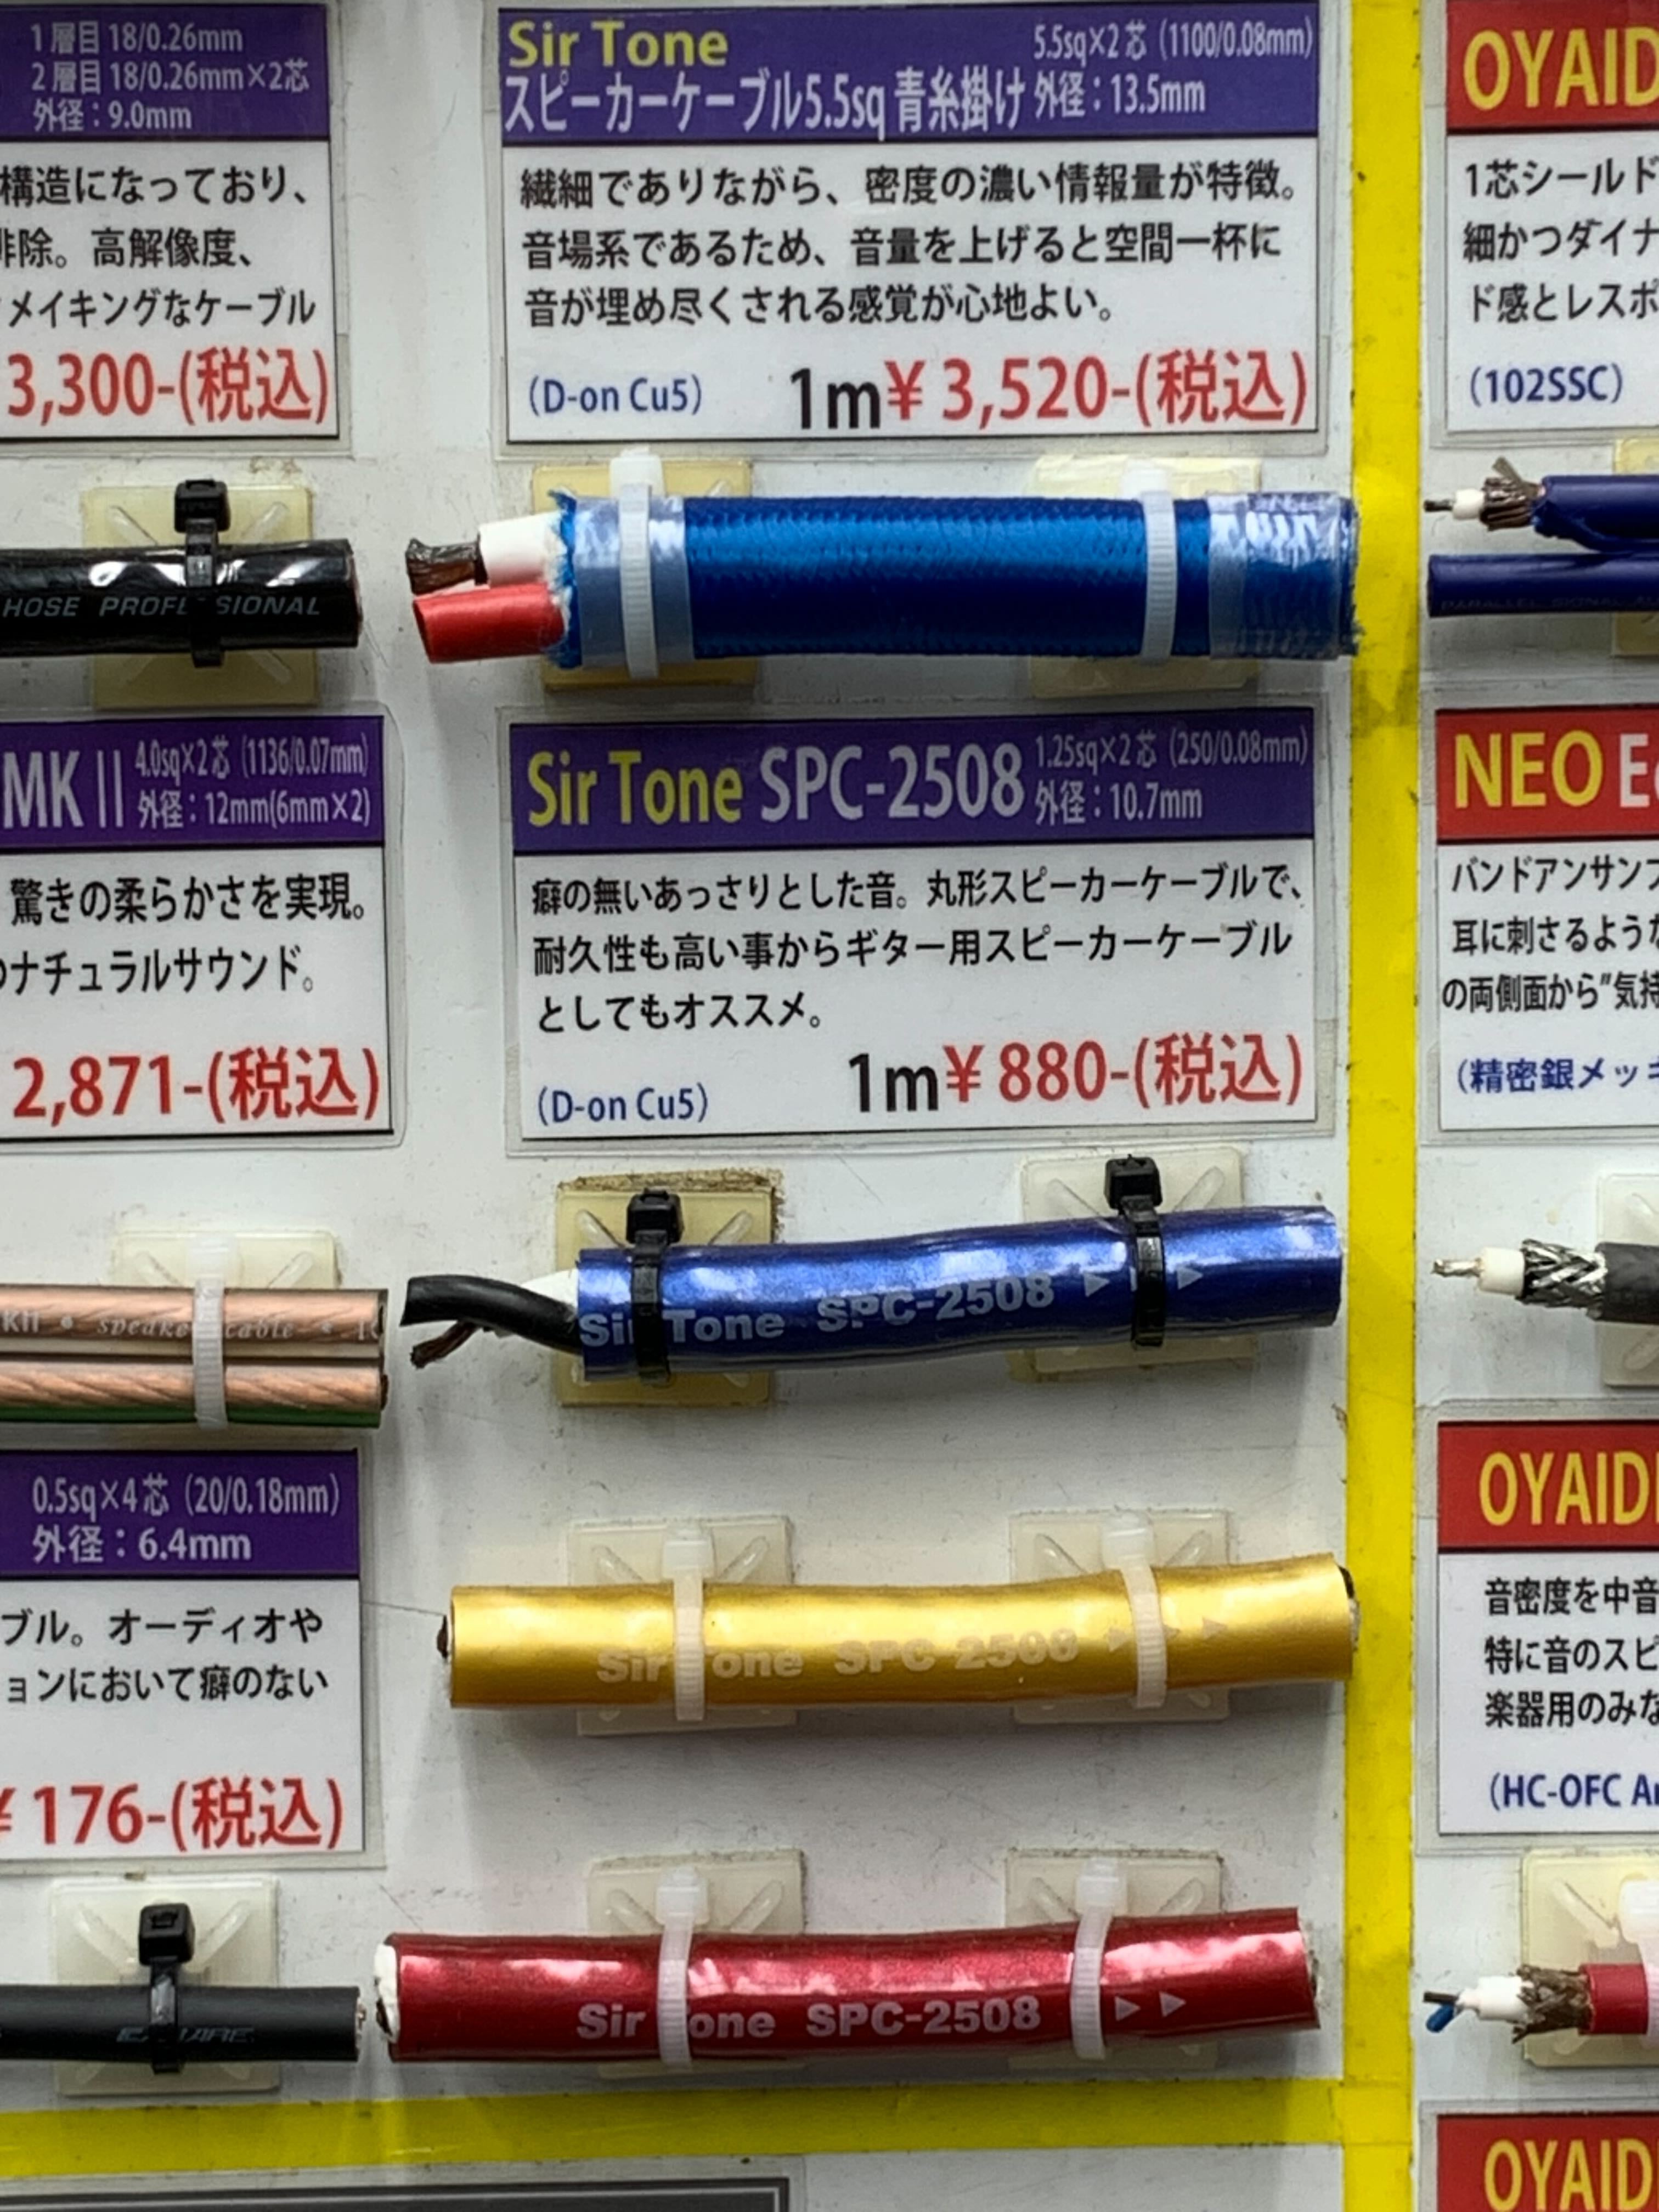 1層目 18/0.26mm
2層目 18/0.26mm×2芯
外径：9.0mm
構造になっており、
排除。高解像度、
メイキングなケーブル
3,300-(税込)
HOSE PROFESSIONAL
Sir Tone
5.5sq×2芯（1100/0.08mm）
スピーカーケーブル5.5sq 青糸掛け 外径：13.5mm
繊細でありながら、密度の濃い情報量が特徴。
音場系であるため、音量を上げると空間一杯に
音が埋め尽くされる感覚が心地よい。
（D-on Cu5） 1m¥3,520-(税込)
OYAID
1芯シールド
細かつダイナ
ド感とレスポ
（102SSC）
MKⅡ 4.0sq×2芯（1136/0.07mm）
外径：12mm(6mm×2)
驚きの柔らかさを実現。
のナチュラルサウンド。
2,871-(税込)
KII • speaker cable •
Sir Tone SPC-2508 1.25sq×2芯（250/0.08mm）
外径：10.7mm
癖の無いあっさりとした音。丸形スピーカーケーブルで、
耐久性も高い事からギター用スピーカーケーブル
としてもオススメ。
（D-on Cu5） 1m¥880-(税込)
Sir Tone SPC-2508
NEO
バンドアンサンブ
耳に刺さるような
の両側面から"気持
（精密銀メッキ
0.5sq×4芯（20/0.18mm）
外径：6.4mm
ブル。オーディオや
ョンにおいて癖のない
¥176-(税込)
Sir Tone SPC-2508
Sir Tone SPC-2508
OYAID
音密度を中音
特に音のスピ
楽器用のみな
（HC-OFC
OYAID